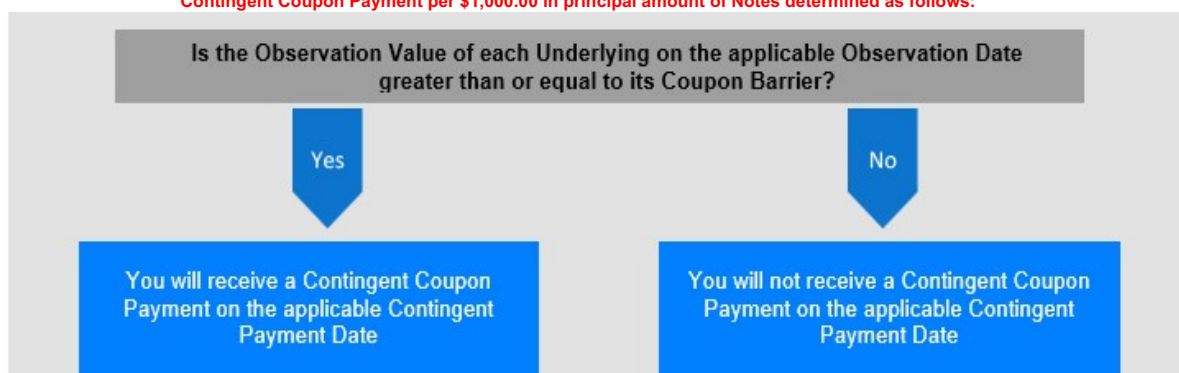 Contingent Coupon Payment per $1,000.00 in principal amount of Notes determined as follows:
Is the Observation Value of each Underlying on the applicable Observation Date
greater than or equal to its Coupon Barrier?
Yes
No
You will receive a Contingent Coupon
Payment on the applicable Contingent
Payment Date
You will not receive a Contingent Coupon
Payment on the applicable Contingent
Payment Date